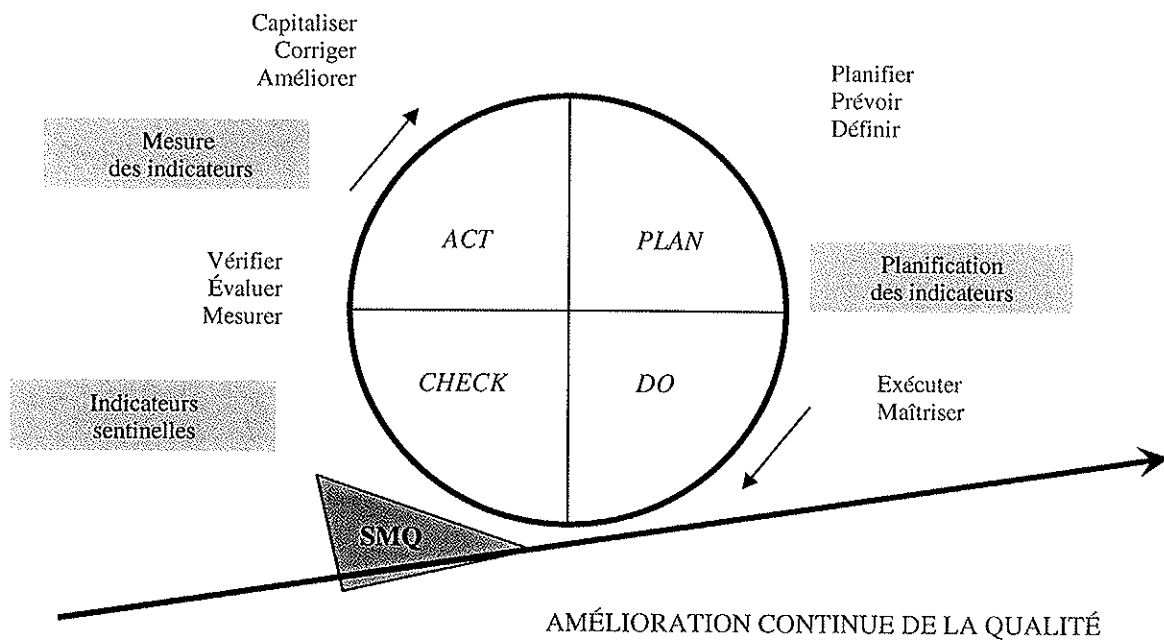 Capitaliser
Corriger
Améliorer
Planifier
Prévoir
Définir
Mesure
des indicateurs
ACT
PLAN
Vérifier
Évaluer
Mesurer
Planification
des indicateurs
CHECK
DO
Indicateurs
sentinelles
Exécuter
Maîtriser
SMQ
AMÉLIORATION CONTINUE DE LA QUALITÉ